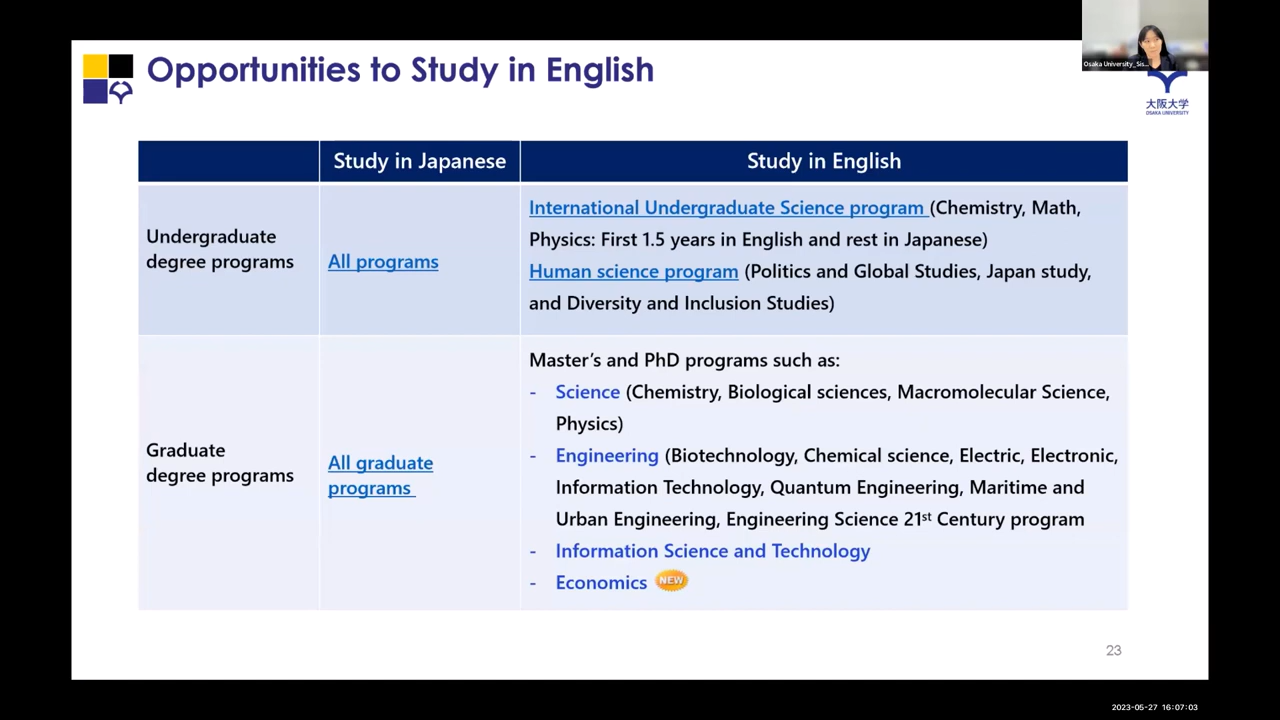 Opportunities to Study in English
Osaka University_Sis...
大阪大学
OSAKA UNIVERSITY
Study in Japanese
Study in English
Undergraduate
degree programs
All programs
International Undergraduate Science program (Chemistry, Math,
Physics: First 1.5 years in English and rest in Japanese)
Human science program (Politics and Global Studies, Japan study,
and Diversity and Inclusion Studies)
Graduate
degree programs
All graduate
programs
Master's and PhD programs such as:
- Science (Chemistry, Biological sciences, Macromolecular Science,
Physics)
- Engineering (Biotechnology, Chemical science, Electric, Electronic,
Information Technology, Quantum Engineering, Maritime and
Urban Engineering, Engineering Science 21st Century program
- Information Science and Technology
- Economics NEW
23
2023-05-27 16:07:03